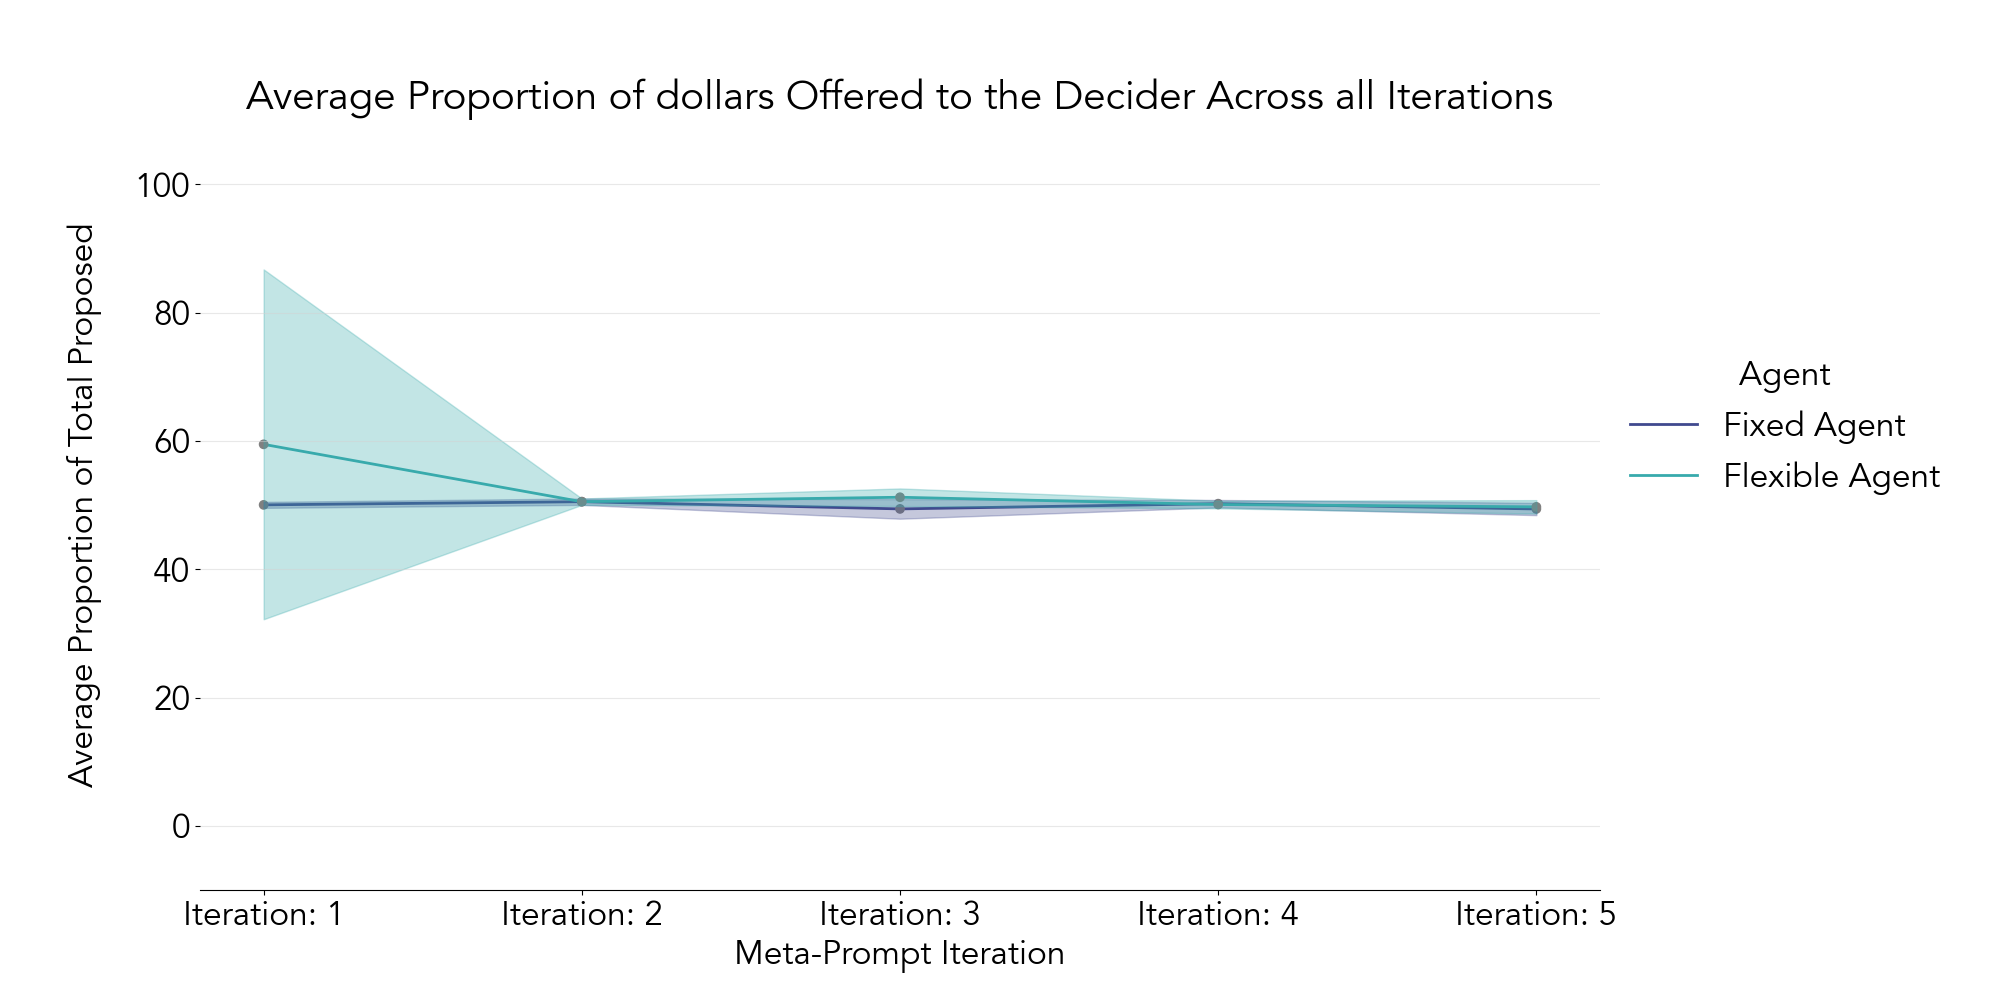 Average Proportion of dollars Offered to the Decider Across all Iterations
Average Proportion of Total Proposed
100
80
60
40
20
0
Iteration: 1
Iteration: 2
Iteration: 3
Iteration: 4
Iteration: 5
Meta-Prompt Iteration
Agent
Fixed Agent
Flexible Agent